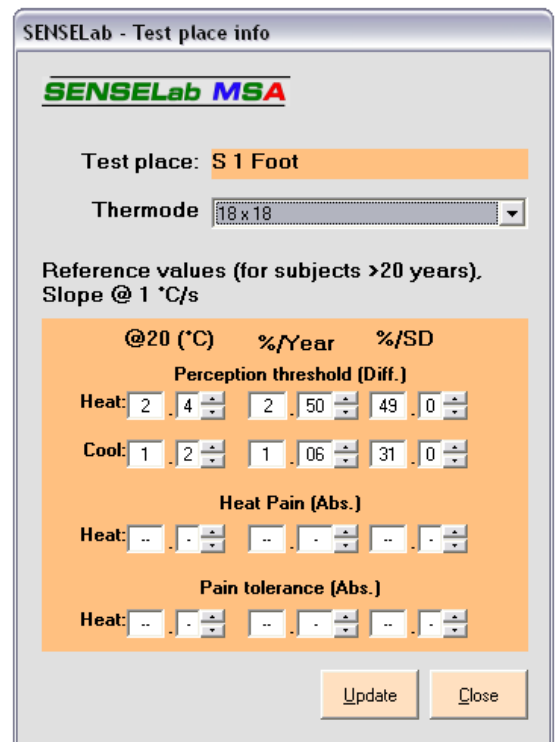 SENSELab - Test place info
SENSELab MSA
Test place: S 1 Foot
Thermode 18 x 18
Reference values (for subjects >20 years),
Slope @ 1 °C/s
@20 (°C) %/Year %/SD
Perception threshold (Diff.)
Heat: 2 . 4 2 . 50 49 . 0
Cool: 1 . 2 1 . 06 31 . 0
Heat Pain (Abs.)
Heat: -- . - -- . - -- . -
Pain tolerance (Abs.)
Heat: -- . - -- . - -- . -
Update Close